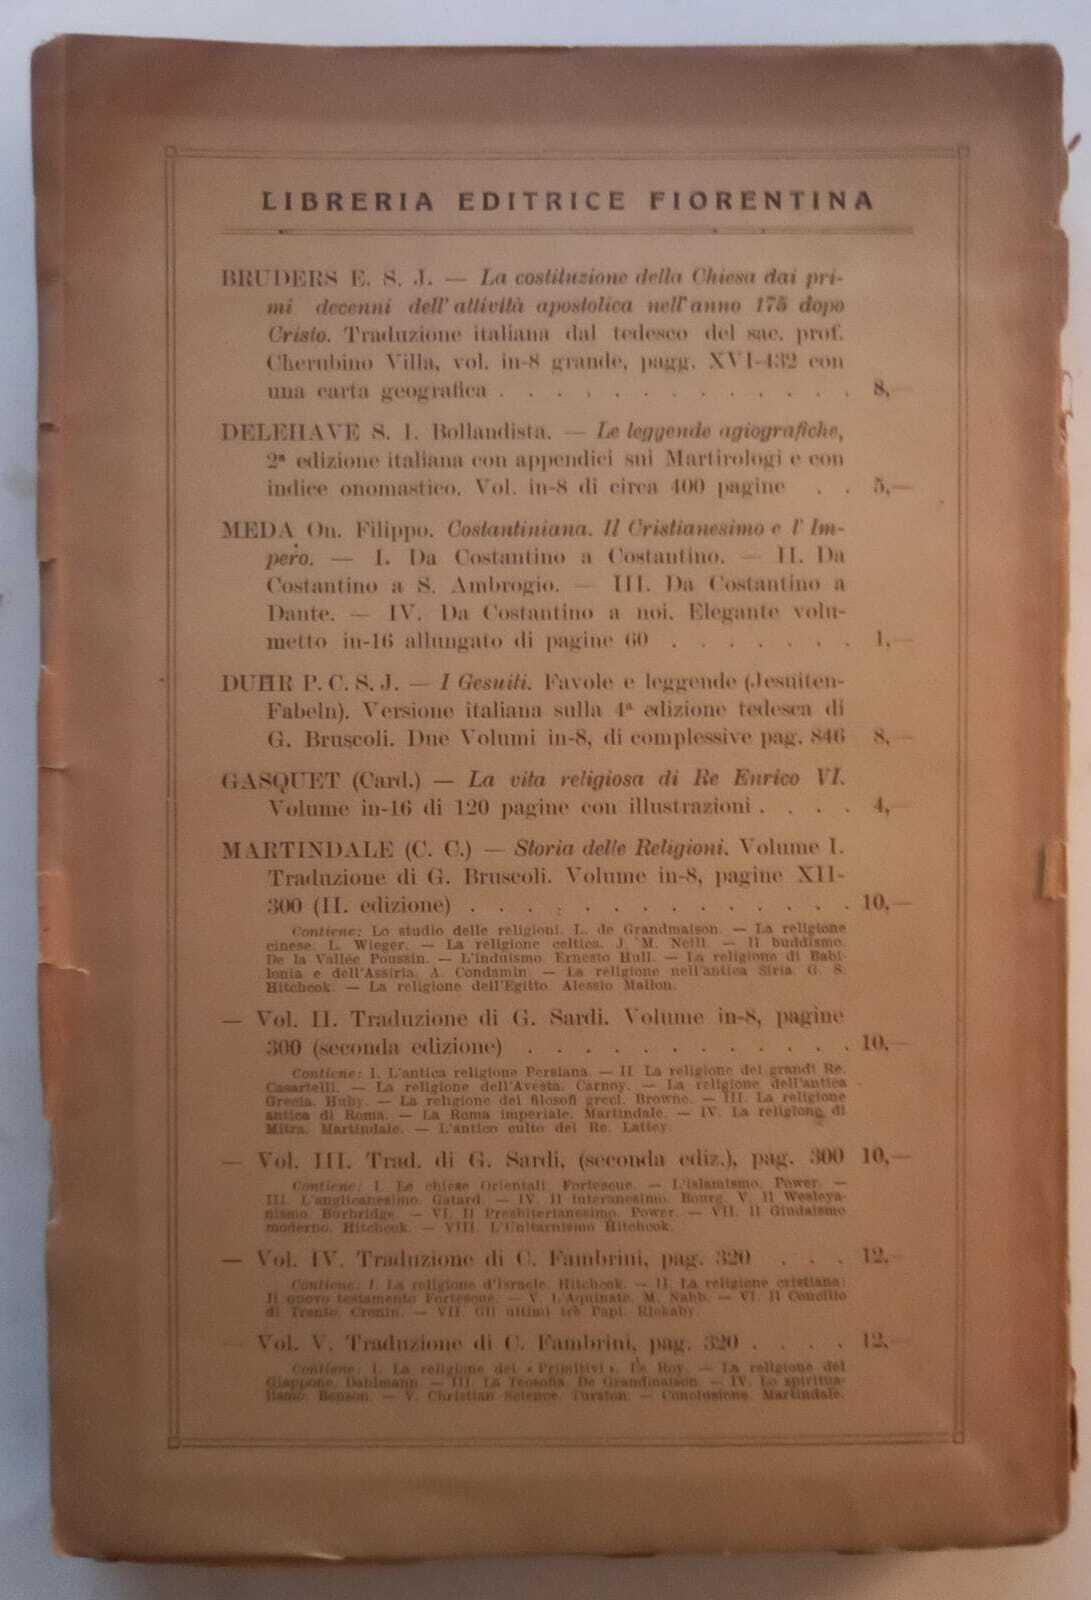 LIBRERIA EDITRICE FIORENTINA
BRUDERS E. S. J. — La costituzione della Chiesa dai pri-
mi decenni dell'attività apostolica nell'anno 175 dopo
Cristo. Traduzione italiana dal tedesco del sac. prof.
Cherubino Villa, vol. in-8 grande, pagg. XVI-432 con
una carta geografica . . . . . . . . . . . . . 8,—
DELEHAVE S. I. Bollandista. — Le leggende agiografiche,
2ª edizione italiana con appendici sui Martirologi e con
indice onomastico. Vol. in-8 di circa 400 pagine . . 5,—
MEDA On. Filippo. Costantiniana. Il Cristianesimo e l'Im-
pero. — I. Da Costantino a Costantino. — II. Da
Costantino a S. Ambrogio. — III. Da Costantino a
Dante. — IV. Da Costantino a noi. Elegante volu-
metto in-16 allungato di pagine 60 . . . . . . . 1,—
DUHR P. C. S. J. — I Gesuiti. Favole e leggende (Jesuiten-
Fabeln). Versione italiana sulla 4ª edizione tedesca di
G. Bruscoli. Due Volumi in-8, di complessive pag. 846 8,—
GASQUET (Card.) — La vita religiosa di Re Enrico VI.
Volume in-16 di 120 pagine con illustrazioni . . . . 4,—
MARTINDALE (C. C.) — Storia delle Religioni. Volume I.
Traduzione di G. Bruscoli. Volume in-8, pagine XII-
300 (II. edizione) . . . . . . . . . . . . . . 10,—
Contiene: Lo studio delle religioni. L. de Grandmaison. — La religione
cinese. L. Wieger. — La religione celtica. J. M. Neill. — Il buddismo.
De la Vallée Poussin. — L'induismo. Ernesto Hull. — La religione di Babi-
lonia e dell'Assiria. A. Condamin. — La religione nell'antica Siria. G. S.
Hitchcok. — La religione dell'Egitto. Alessio Mallon.
— Vol. II. Traduzione di G. Sardi. Volume in-8, pagine
300 (seconda edizione) . . . . . . . . . . . . 10,—
Contiene: I. L'antica religione Persiana. — II La religione dei grandi Re.
Casartelli. — La religione dell'Avesta. Carnoy. — La religione dell'antica
Grecia. Huby. — La religione dei filosofi greci. Browne. — III. La religione
antica di Roma. — La Roma imperiale. Martindale. — IV. La religione di
Mitra. Martindale. — L'antico culto dei Re. Lattey.
— Vol. III. Trad. di G. Sardi, (seconda ediz.), pag. 300 10,—
Contiene: I. Le chiese Orientali. Fortescue. — L'islamismo. Power. —
III. L'anglicanesimo. Gatard. — IV. Il luteranesimo. Bourg. V. Il Wesleya-
nismo. Burbridge. — VI. Il Presbiterianesimo. Power. — VII. Il Giudaismo
moderno. Hitchcok. — VIII. L'Unitarnismo Hitchcok.
— Vol. IV. Traduzione di C. Fambrini, pag. 320 . . . 12,—
Contiene: I. La religione d'Israele. Hitchcok. — II. La religione cristiana:
Il nuovo testamento Fortescue. — V. L'Aquinate. M. Nabb. — VI. Il Concilio
di Trento. Cronin. — VII. Gli ultimi tre Papi. Rickaby.
— Vol. V. Traduzione di C. Fambrini, pag. 320 . . . . 12,—
Contiene: I. La religione dei « Primitivi ». Le Roy. — La religione del
Giappone. Dahlmann. — III. La Teosofia. De Grandmaison. — IV. Lo spiritua-
lismo. Benson. — V. Christian Science. Turston. — Conclusione. Martindale.